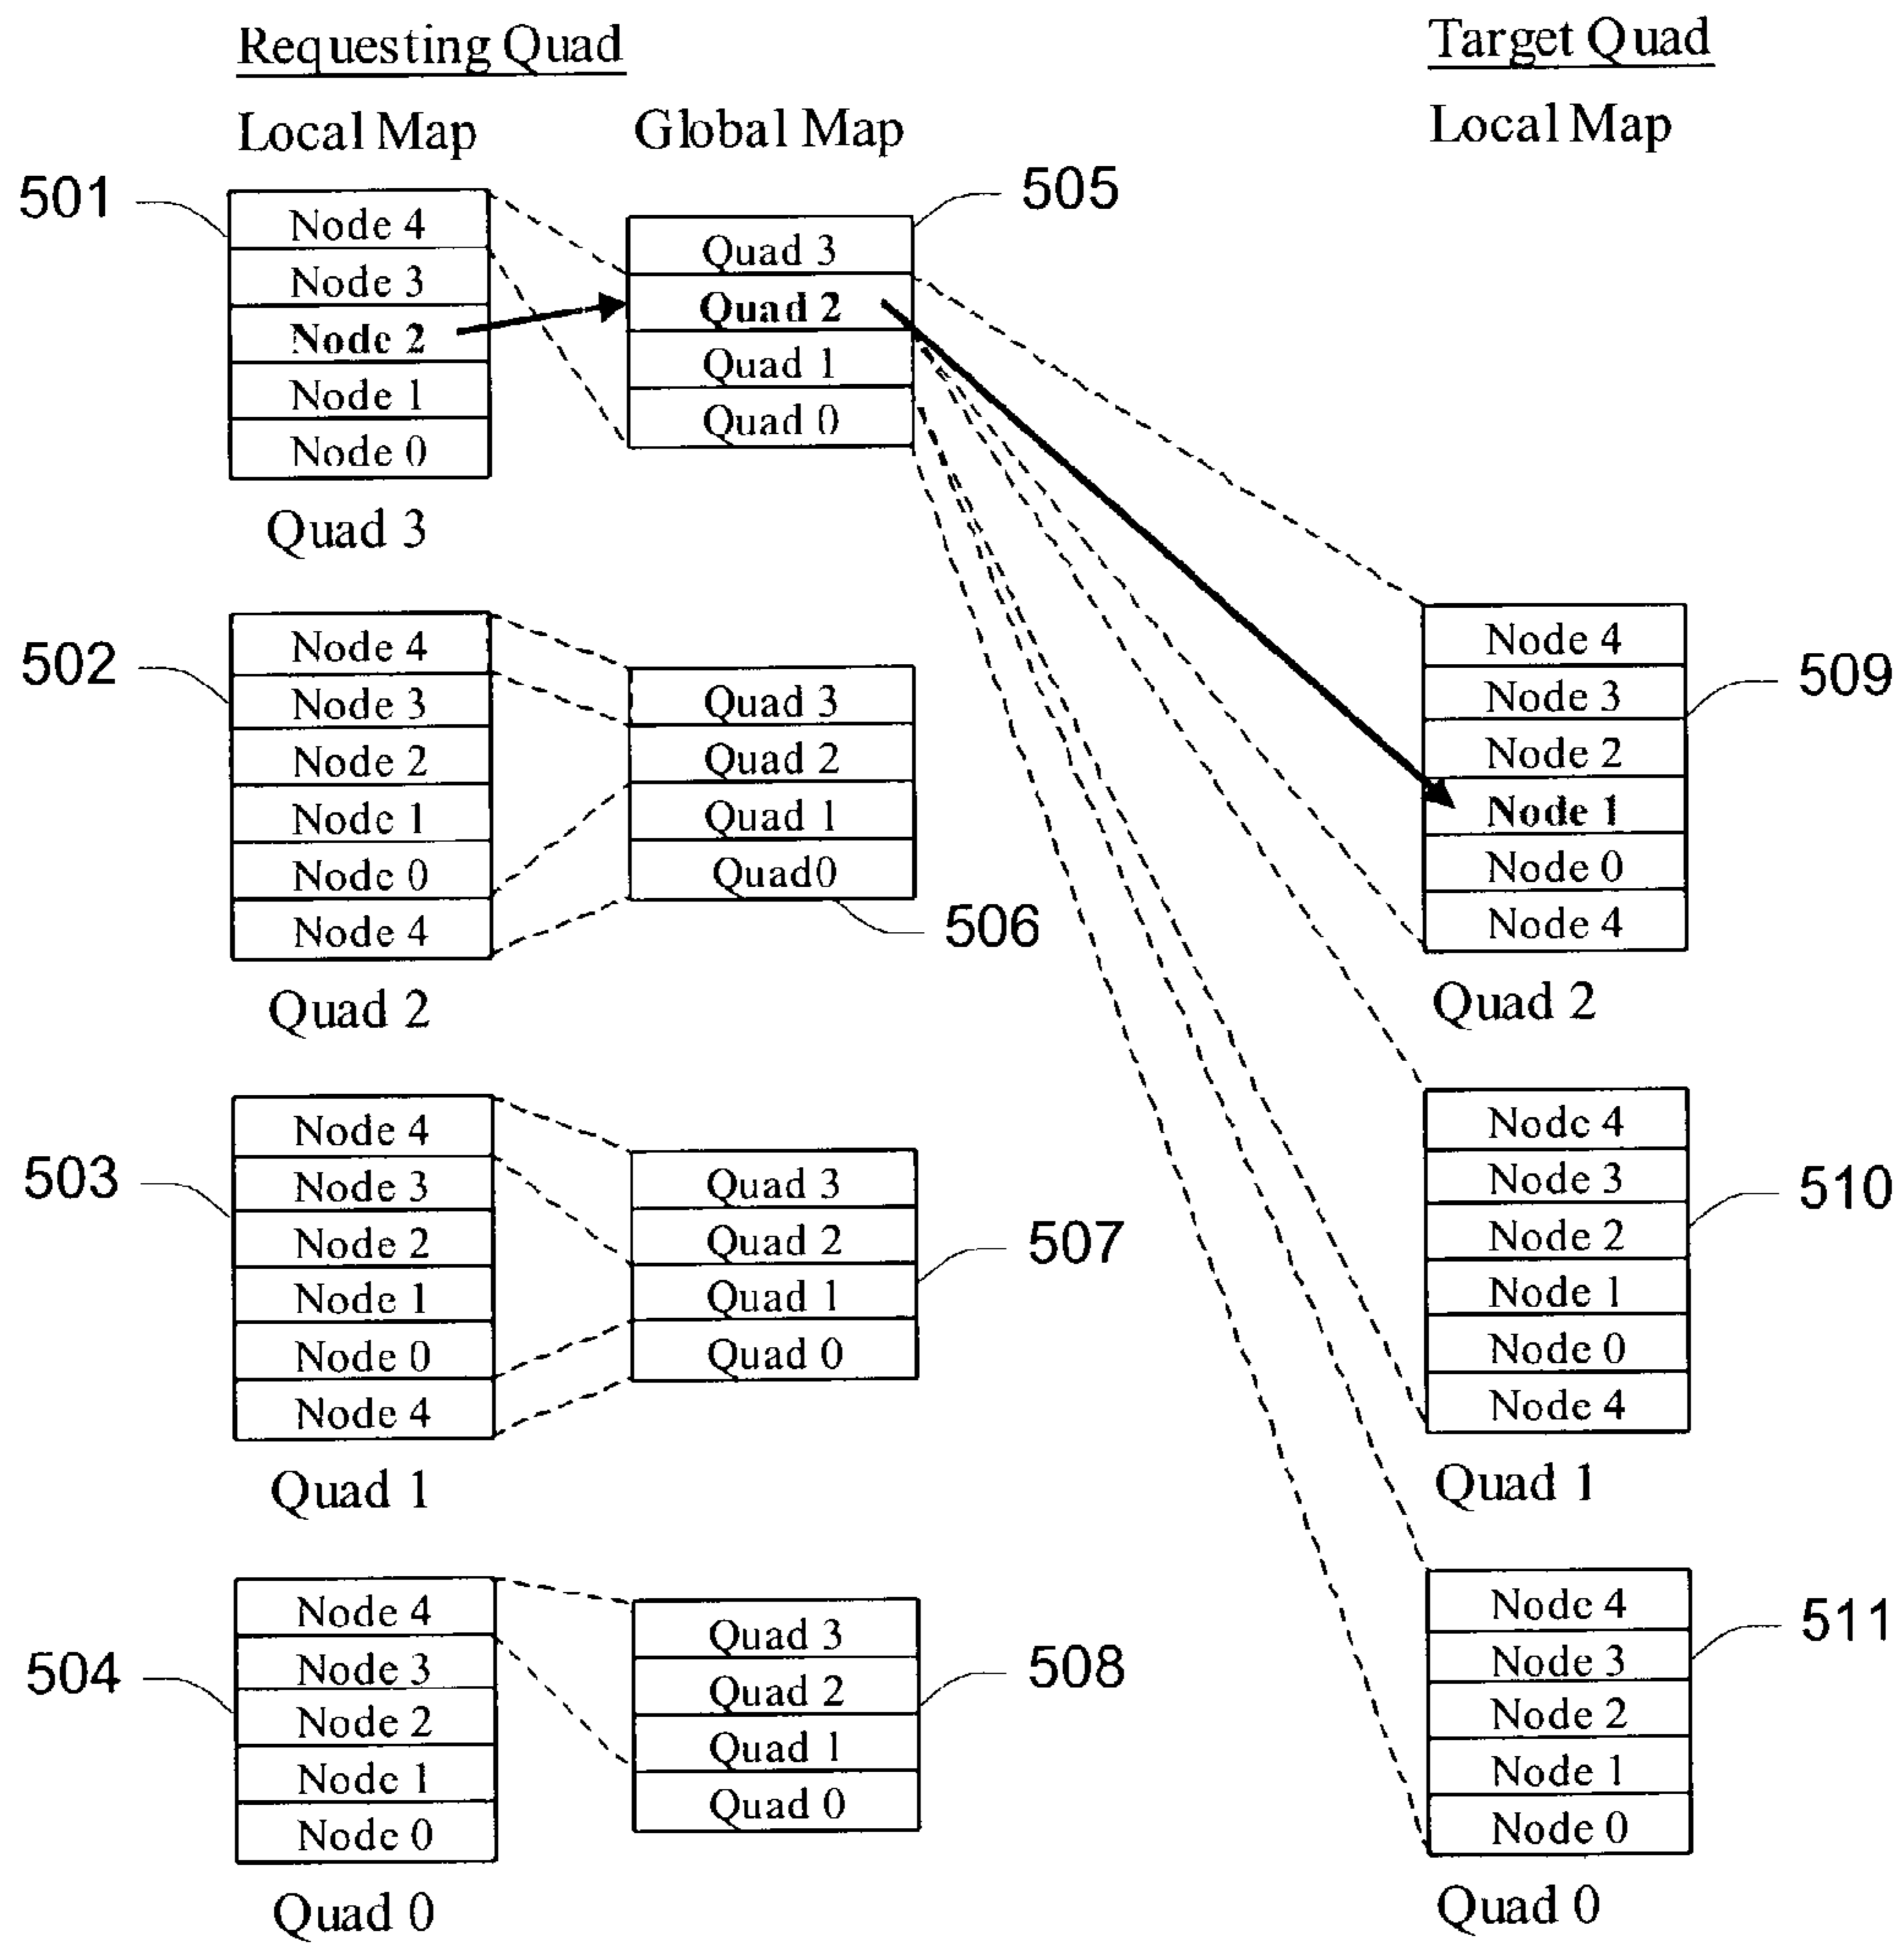 Requesting Quad
Target Quad
Local Map
Global Map
Local Map
501
Node 4
Node 3
Node 2
Node 1
Node 0
Quad 3
505
Quad 3
Quad 2
Quad 1
Quad 0
502
Node 4
Node 3
Node 2
Node 1
Node 0
Node 4
Quad 2
Quad 3
Quad 2
Quad 1
Quad0
506
509
Node 4
Node 3
Node 2
Node 1
Node 0
Node 4
Quad 2
503
Node 4
Node 3
Node 2
Node 1
Node 0
Node 4
Quad 1
507
Quad 3
Quad 2
Quad 1
Quad 0
510
Node 4
Node 3
Node 2
Node 1
Node 0
Node 4
Quad 1
504
Node 4
Node 3
Node 2
Node 1
Node 0
Quad 0
508
Quad 3
Quad 2
Quad 1
Quad 0
511
Node 4
Node 3
Node 2
Node 1
Node 0
Quad 0